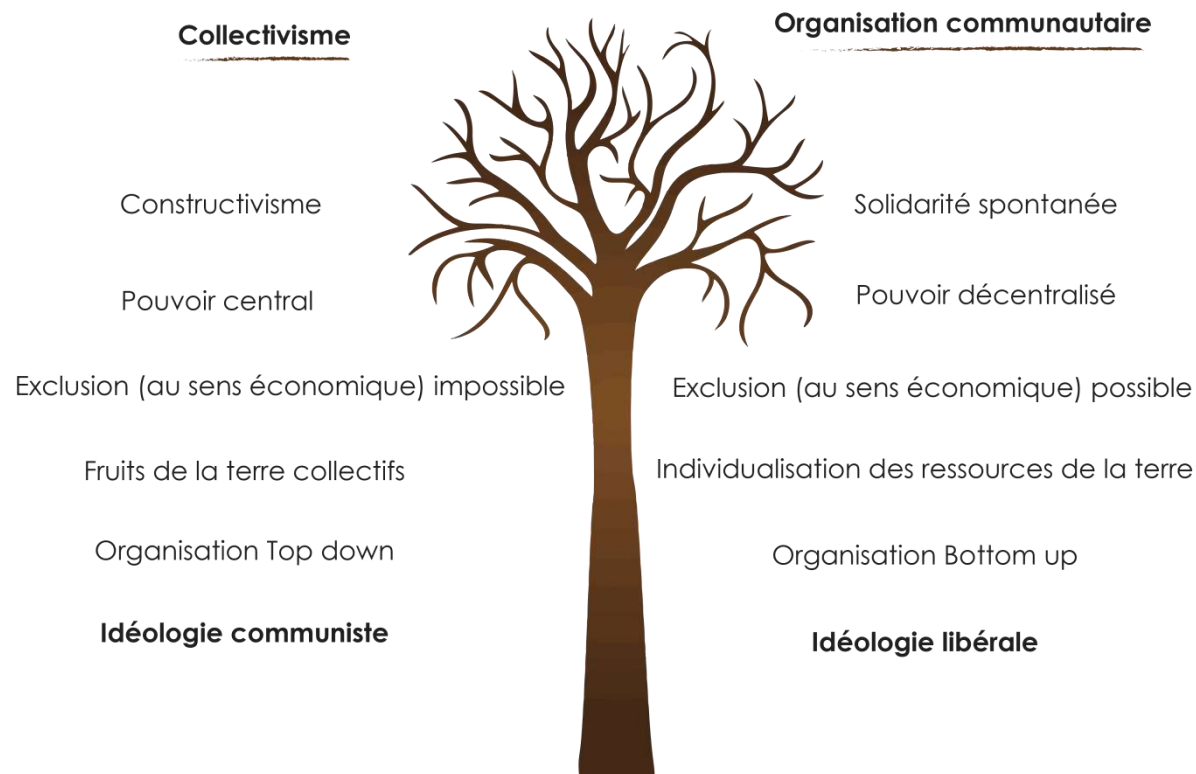 Collectivisme
Constructivisme
Pouvoir central
Exclusion (au sens économique) impossible
Fruits de la terre collectifs
Organisation Top down
Idéologie communiste
Organisation communautaire
Solidarité spontanée
Pouvoir décentralisé
Exclusion (au sens économique) possible
Individualisation des ressources de la terre
Organisation Bottom up
Idéologie libérale